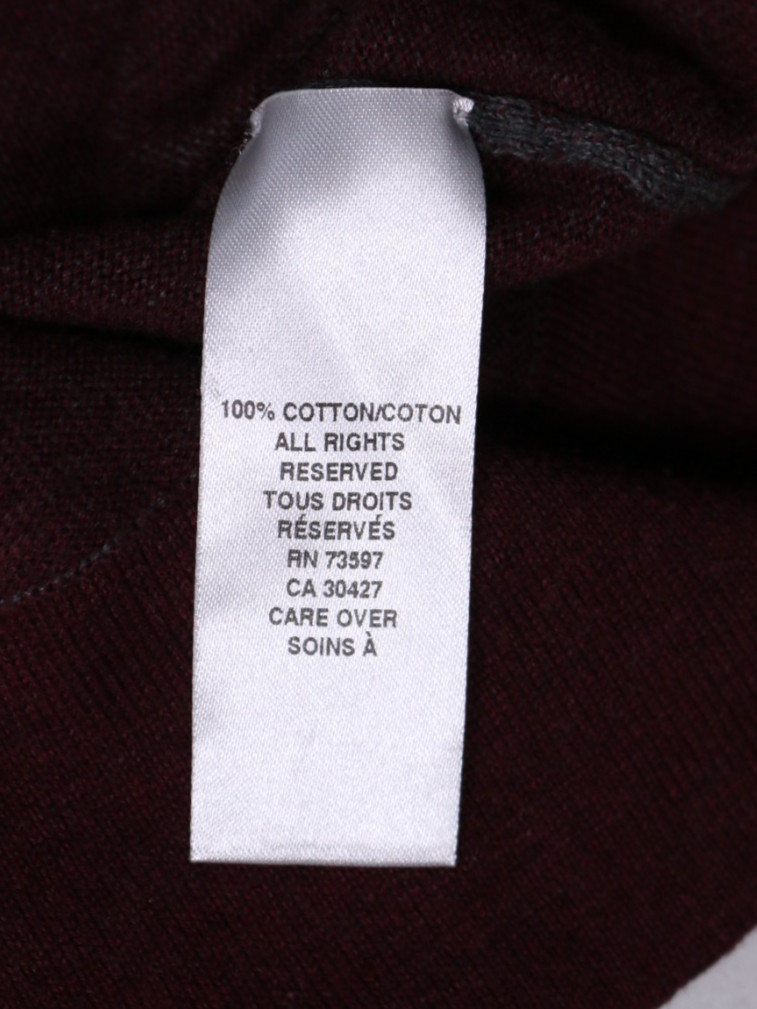 100% COTTON/COTON
ALL RIGHTS
RESERVED
TOUS DROITS
RÉSERVÉS
RN 73597
CA 30427
CARE OVER
SOINS À